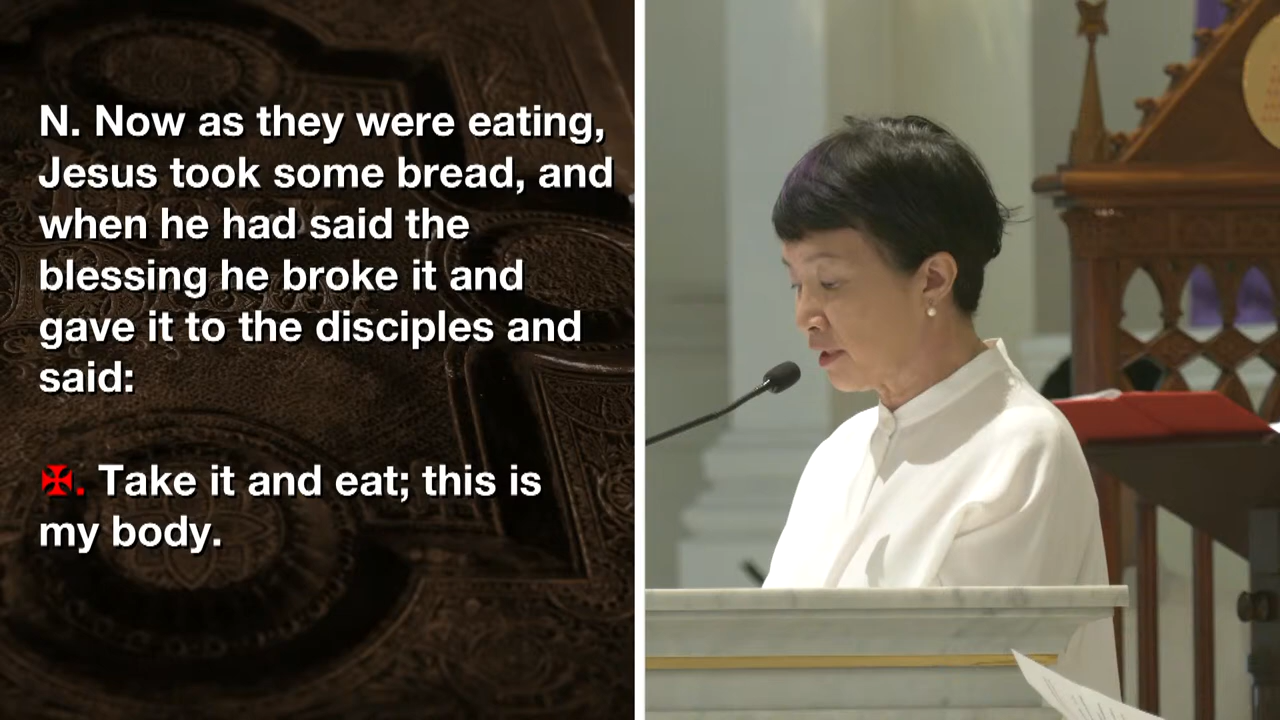 N. Now as they were eating,
Jesus took some bread, and
when he had said the
blessing he broke it and
gave it to the disciples and
said:
✠. Take it and eat; this is
my body.